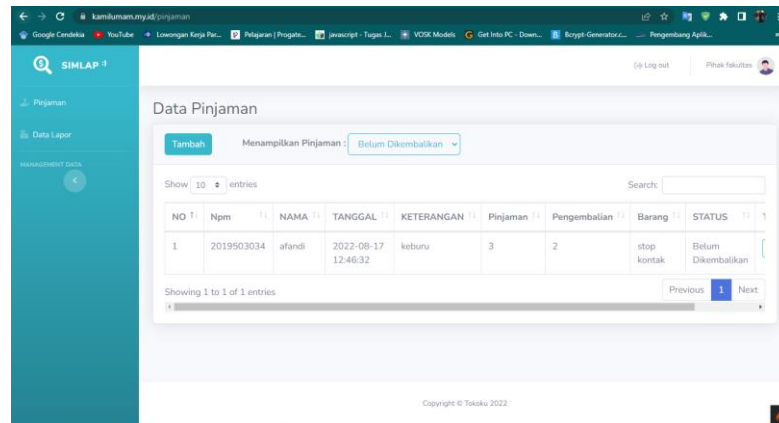 kamilumam.my.id/pinjaman
Google Cendekia YouTube Lowongan Kerja Par... Pelajaran | Progate... javascript - Tugas J... VOSK Models Get Into PC - Down... Bcrypt-Generator.c... Pengembang Aplik...
SIMLAP
Log out Pihak fakultas
Pinjaman
Data Lapor
MANAGEMENT DATA
Data Pinjaman
Tambah Menampilkan Pinjaman : Belum Dikembalikan
Show 10 entries Search:
NO Npm NAMA TANGGAL KETERANGAN Pinjaman Pengembalian Barang STATUS
1 2019503034 afandi 2022-08-17 keburu 3 2 stop Belum
12:46:32 kontak Dikembalikan
Showing 1 to 1 of 1 entries Previous 1 Next
Copyright © Tokoku 2022